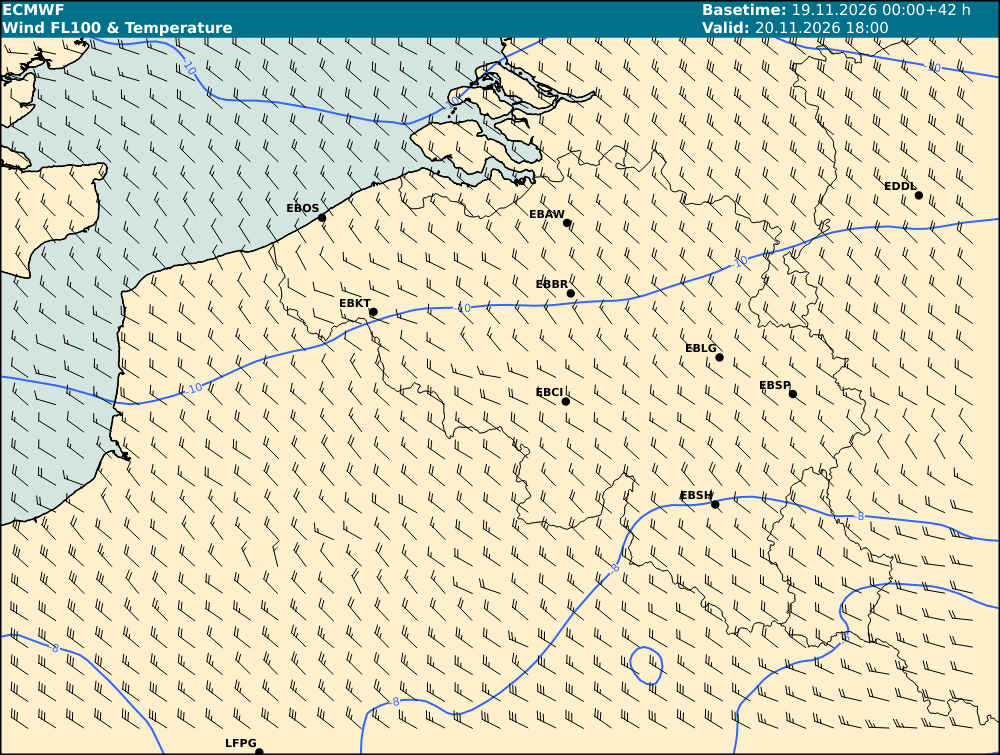 ECMWF
Basetime: 19.11.2026 00:00+42 h
Wind FL100 & Temperature
Valid: 20.11.2026 18:00
-10
-10
-10
EDDL
EBOS
EBAW
-10
EBBR
EBKT
-10
EBLG
EBSP
-10
EBCI
EBSH
-8
-8
-8
-8
LFPG